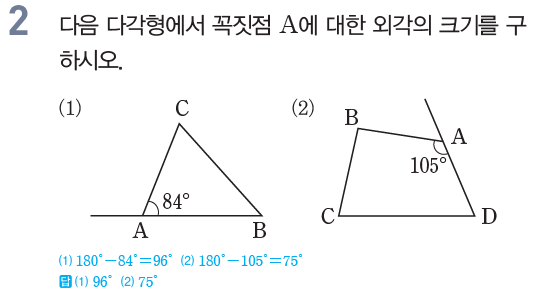 2 다음 다각형에서 꼭짓점 A에 대한 외각의 크기를 구
하시오.
(1) (2)
C
B
A
84°
105°
A B
C D
(1) 180°-84°=96° (2) 180°-105°=75°
답 (1) 96° (2) 75°